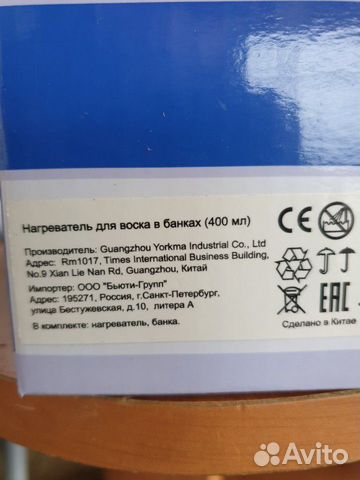 Нагреватель для воска в банках (400 мл)
Производитель: Guangzhou Yorkma Industrial Co., Ltd
Адрес: Rm1017, Times International Business Building,
No.9 Xian Lie Nan Rd, Guangzhou, Китай
Импортер: ООО "Бьюти-Групп"
Адрес: 195271, Россия, г.Санкт-Петербург,
улица Бестужевская, д.10, литера А
В комплекте: нагреватель, банка.
CE
EAC
Сделано в Китае
Avito